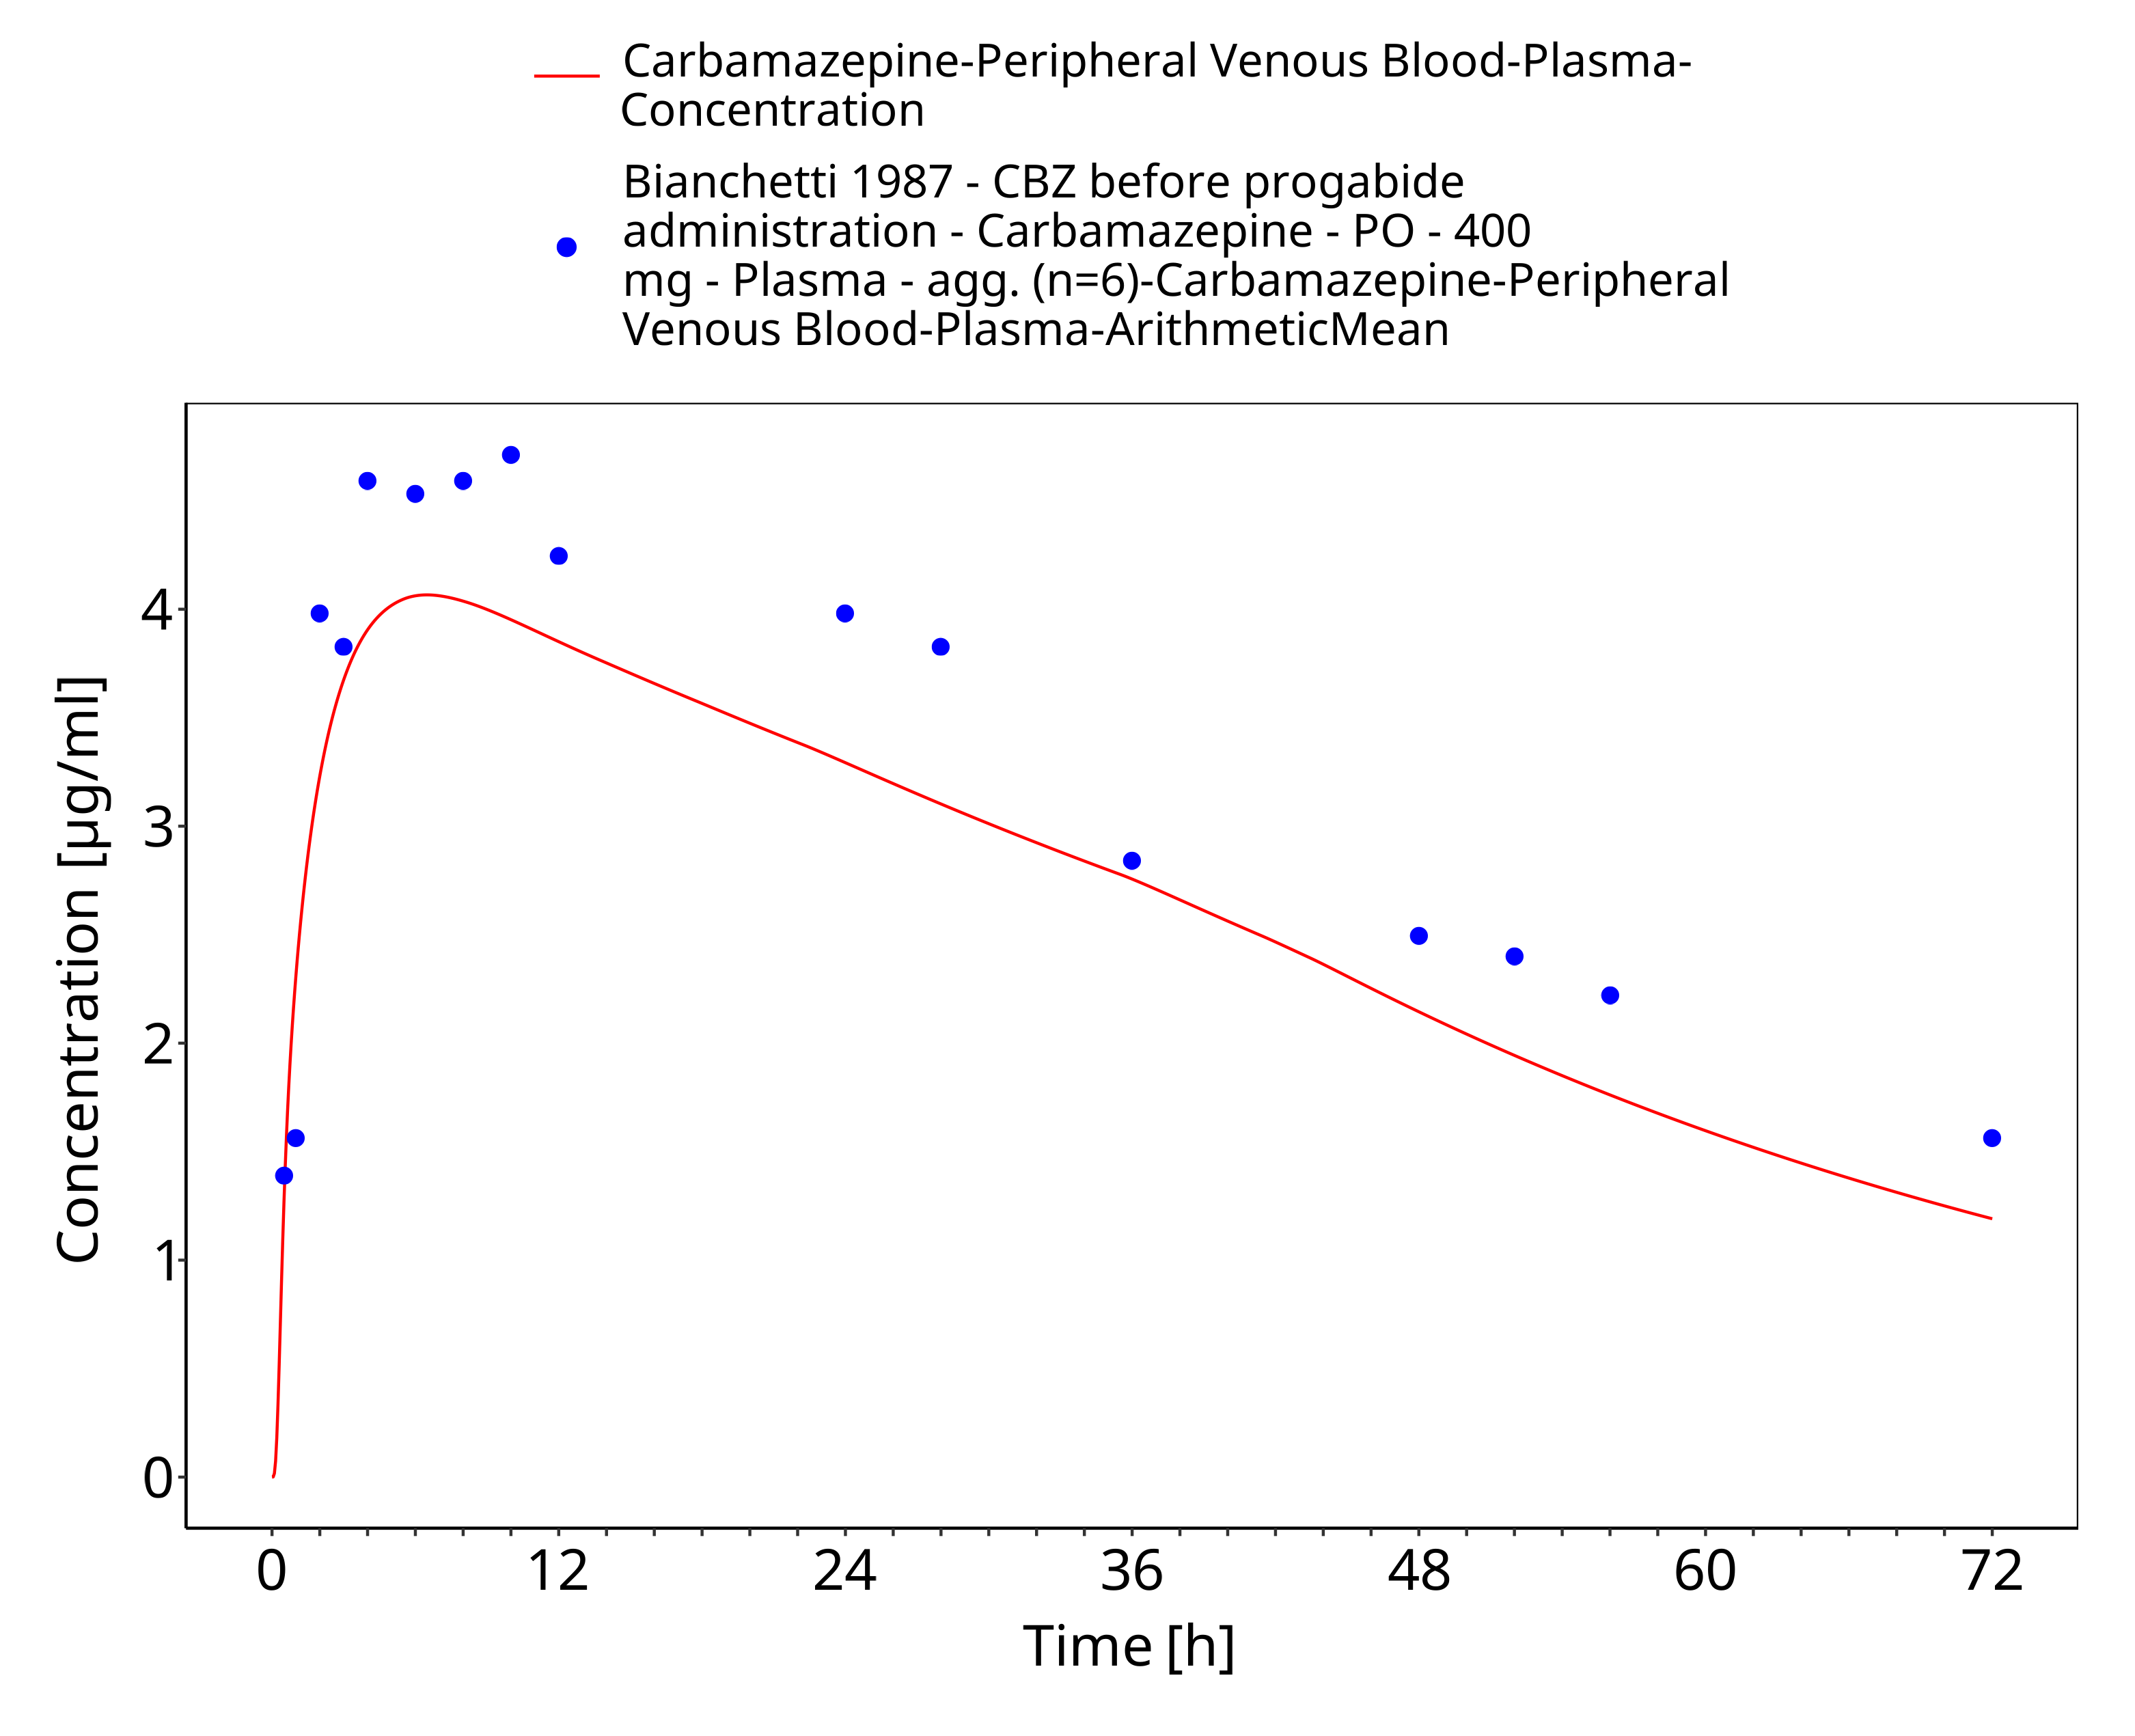 Carbamazepine-Peripheral Venous Blood-Plasma-
Concentration
Bianchetti 1987 - CBZ before progabide
administration - Carbamazepine - PO - 400
mg - Plasma - agg. (n=6)-Carbamazepine-Peripheral
Venous Blood-Plasma-ArithmeticMean
Concentration [µg/ml]
4
3
2
1
0
0 12 24 36 48 60 72
Time [h]